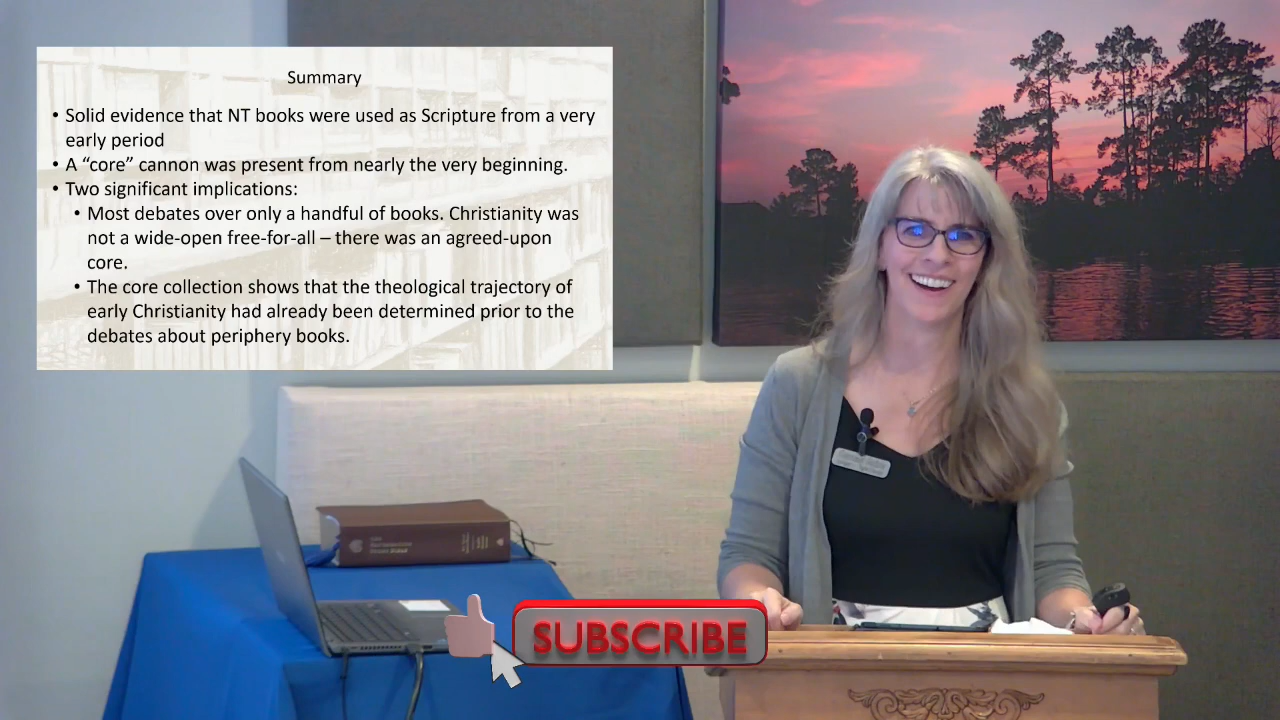 Summary
• Solid evidence that NT books were used as Scripture from a very
early period
• A “core” cannon was present from nearly the very beginning.
• Two significant implications:
• Most debates over only a handful of books. Christianity was
not a wide-open free-for-all – there was an agreed-upon
core.
• The core collection shows that the theological trajectory of
early Christianity had already been determined prior to the
debates about periphery books.
SUBSCRIBE